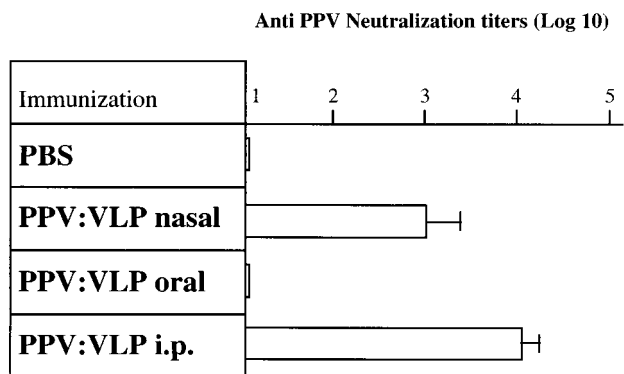 Anti PPV Neutralization titers (Log 10)
Immunization 1 2 3 4 5
PBS
PPV:VLP nasal
PPV:VLP oral
PPV:VLP i.p.